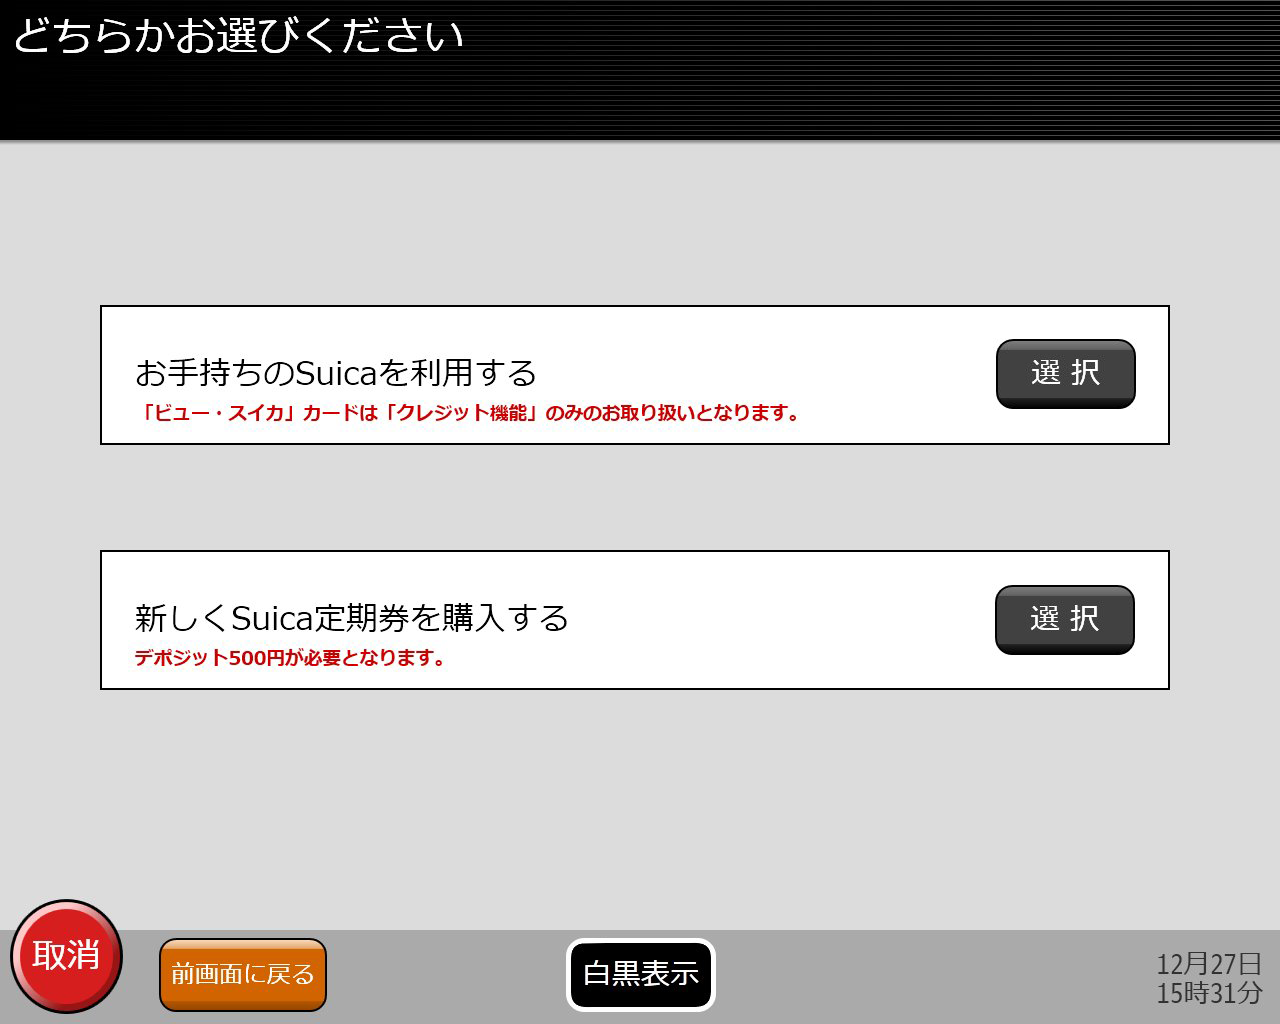 どちらかお選びください
お手持ちのSuicaを利用する
選 択
「ビュー・スイカ」カードは「クレジット機能」のみのお取り扱いとなります。
新しくSuica定期券を購入する
選 択
デポジット500円が必要となります。
取消
前画面に戻る
白黒表示
12月27日
15時31分